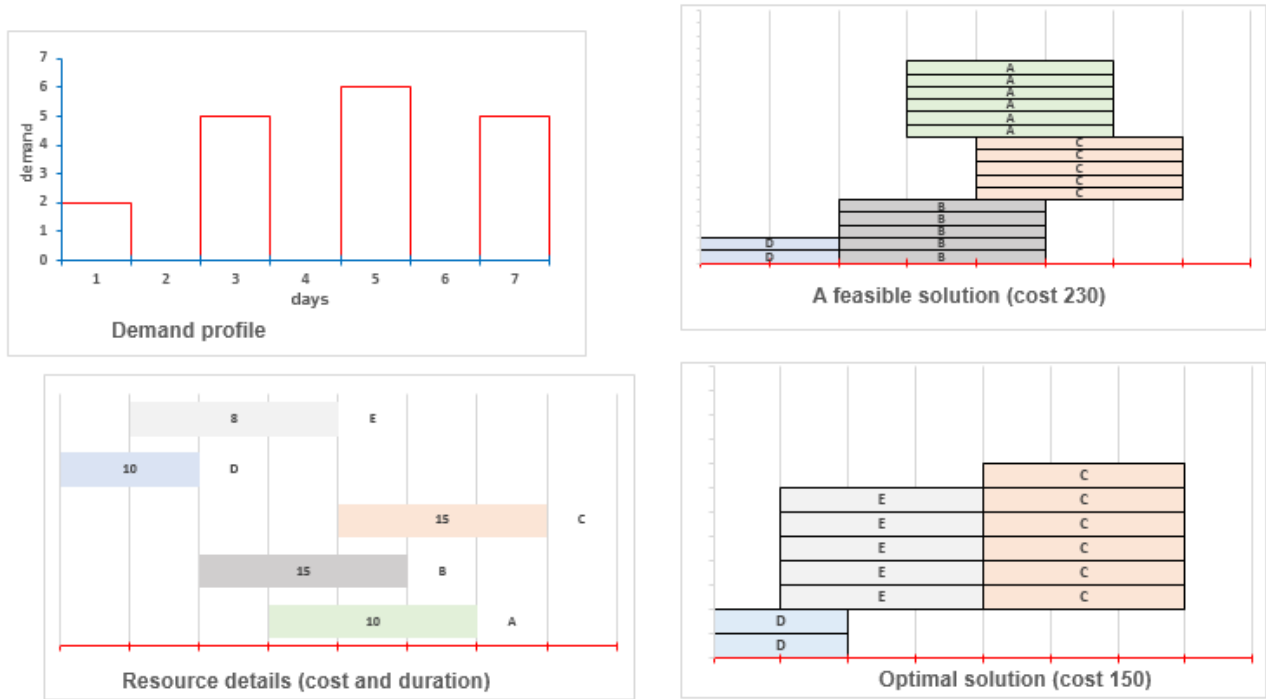 7
6
5
4
3
2
1
0
demand
1 2 3 4 5 6 7
days
Demand profile
A
A
A
A
A
A
C
C
C
C
C
B
B
B
D B
D B
A feasible solution (cost 230)
8 E
10 D
15 C
15 B
10 A
Resource details (cost and duration)
C
E C
E C
E C
E C
E C
D
D
Optimal solution (cost 150)